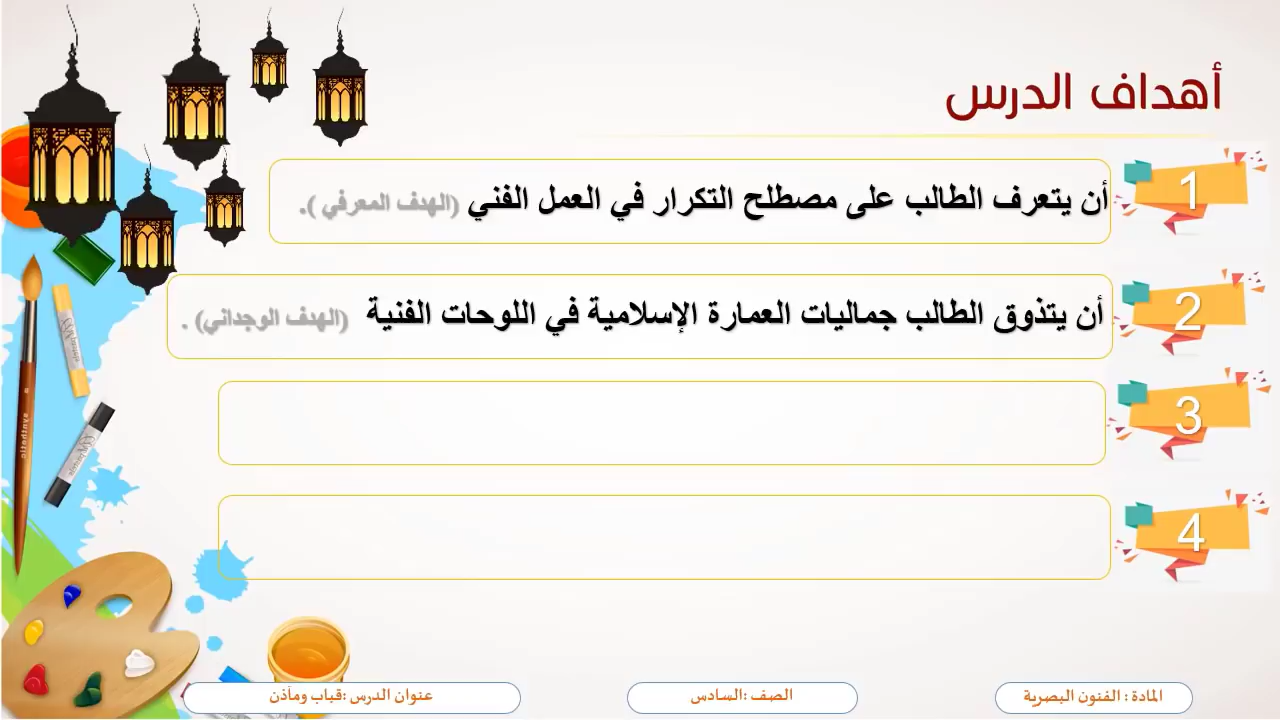 أهداف الدرس
1
أن يتعرف الطالب على مصطلح التكرار في العمل الفني (الهدف المعرفي ).
2
أن يتذوق الطالب جماليات العمارة الإسلامية في اللوحات الفنية (الهدف الوجداني) .
3
4
المادة : الفنون البصرية
الصف :السادس
عنوان الدرس :قباب ومآذن